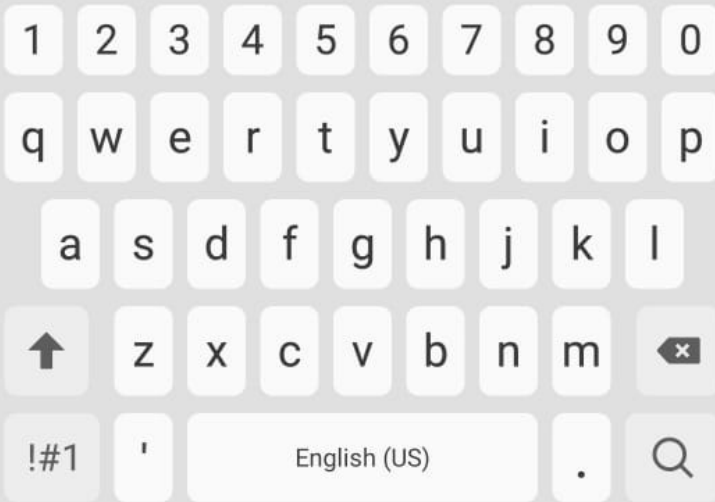 1 2 3 4 5 6 7 8 9 0
q w e r t y u i o p
a s d f g h j k l
z x c v b n m
!#1 ' English (US) .